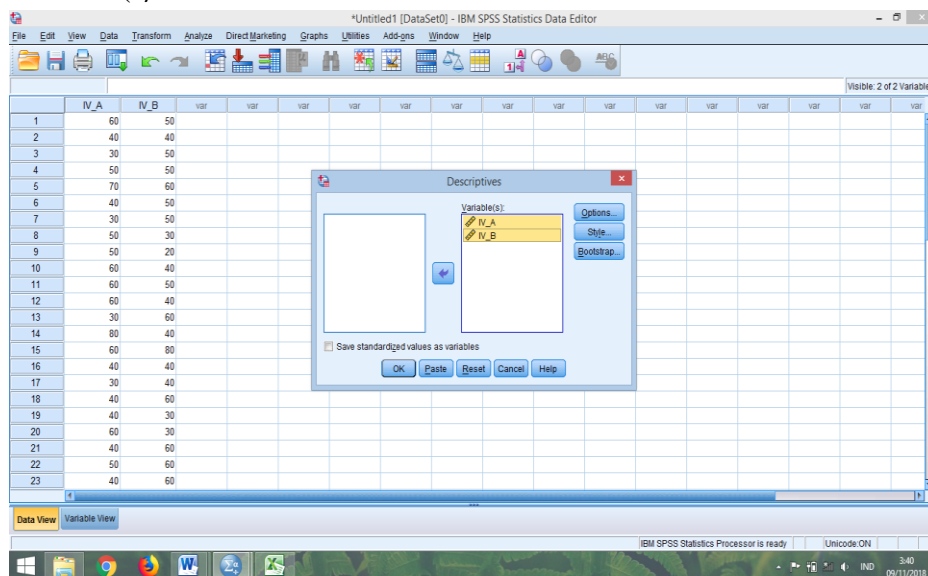 *Untitled1 [DataSet0] - IBM SPSS Statistics Data Editor
File Edit View Data Transform Analyze Direct Marketing Graphs Utilities Add-ons Window Help
Visible: 2 of 2 Variable
IV_A IV_B var var var var var var var var var var var var var var var
1 60 50
2 40 40
3 30 50
4 50 50
5 70 60
6 40 50
7 30 50
8 50 30
9 50 20
10 60 40
11 60 50
12 60 40
13 30 60
14 80 40
15 60 80
16 40 40
17 30 40
18 40 60
19 40 30
20 60 30
21 40 60
22 50 60
23 40 60
Descriptives
Variable(s):
IV_A
IV_B
Options...
Style...
Bootstrap...
Save standardized values as variables
OK Paste Reset Cancel Help
Data View Variable View
IBM SPSS Statistics Processor is ready Unicode:ON
IND
3:40
09/11/2018